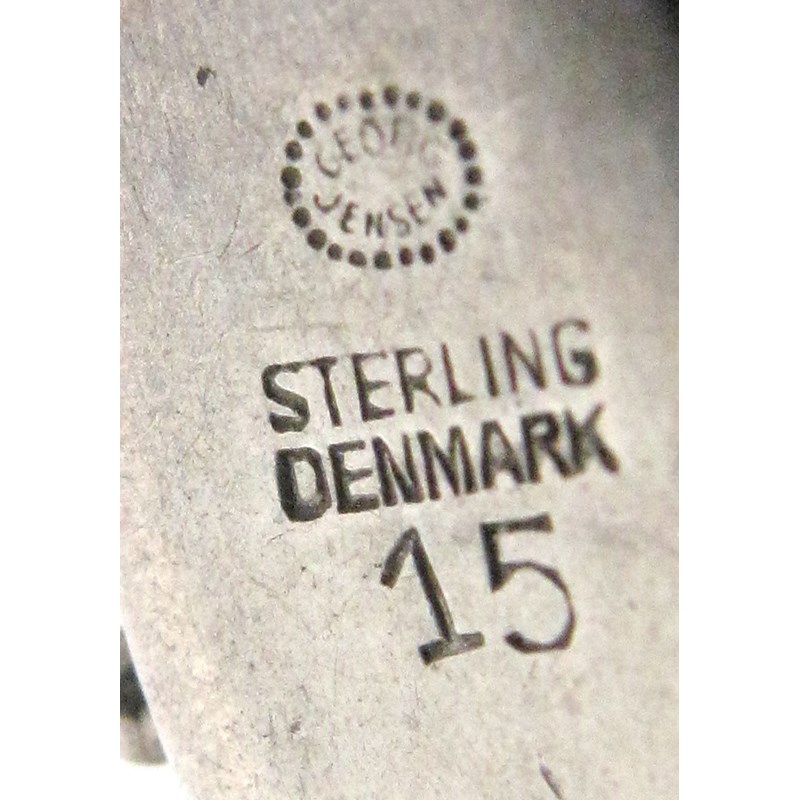 GEORG
JENSEN
STERLING
DENMARK
15